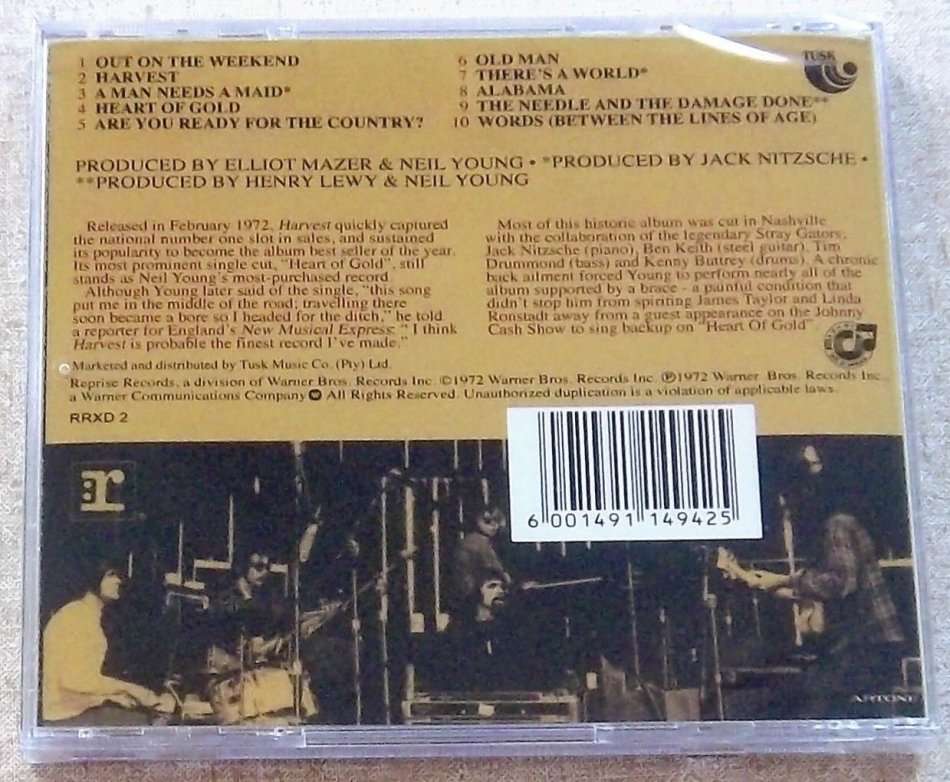 1 OUT ON THE WEEKEND
2 HARVEST
3 A MAN NEEDS A MAID*
4 HEART OF GOLD
5 ARE YOU READY FOR THE COUNTRY?
6 OLD MAN
7 THERE'S A WORLD*
8 ALABAMA
9 THE NEEDLE AND THE DAMAGE DONE**
10 WORDS (BETWEEN THE LINES OF AGE)
TUSK
PRODUCED BY ELLIOT MAZER & NEIL YOUNG • *PRODUCED BY JACK NITZSCHE •
**PRODUCED BY HENRY LEWY & NEIL YOUNG
Released in February 1972, Harvest quickly captured
the national number one slot in sales, and sustained
its popularity to become the album best seller of the year.
Its most prominent single cut, "Heart of Gold", still
stands as Neil Young's most-purchased record.
Although Young later said of the single, "this song
put me in the middle of the road; travelling there
soon became a bore so I headed for the ditch," he told
a reporter for England's New Musical Express: " I think
Harvest is probable the finest record I've made."
Most of this historic album was cut in Nashville
with the collaboration of the legendary Stray Gators;
Jack Nitzsche (piano), Ben Keith (steel guitar), Tim
Drummond (bass) and Kenny Buttrey (drums). A chronic
back ailment forced Young to perform nearly all of the
album supported by a brace - a painful condition that
didn't stop him from spiriting James Taylor and Linda
Ronstadt away from a guest appearance on the Johnny
Cash Show to sing backup on "Heart Of Gold"
Marketed and distributed by Tusk Music Co. (Pty) Ltd.
Reprise Records, a division of Warner Bros. Records Inc. ©1972 Warner Bros. Records Inc. ℗1972 Warner Bros. Records Inc.,
a Warner Communications Company All Rights Reserved. Unauthorized duplication is a violation of applicable laws.
RRXD 2
r
6 001491 149425
ARTONE